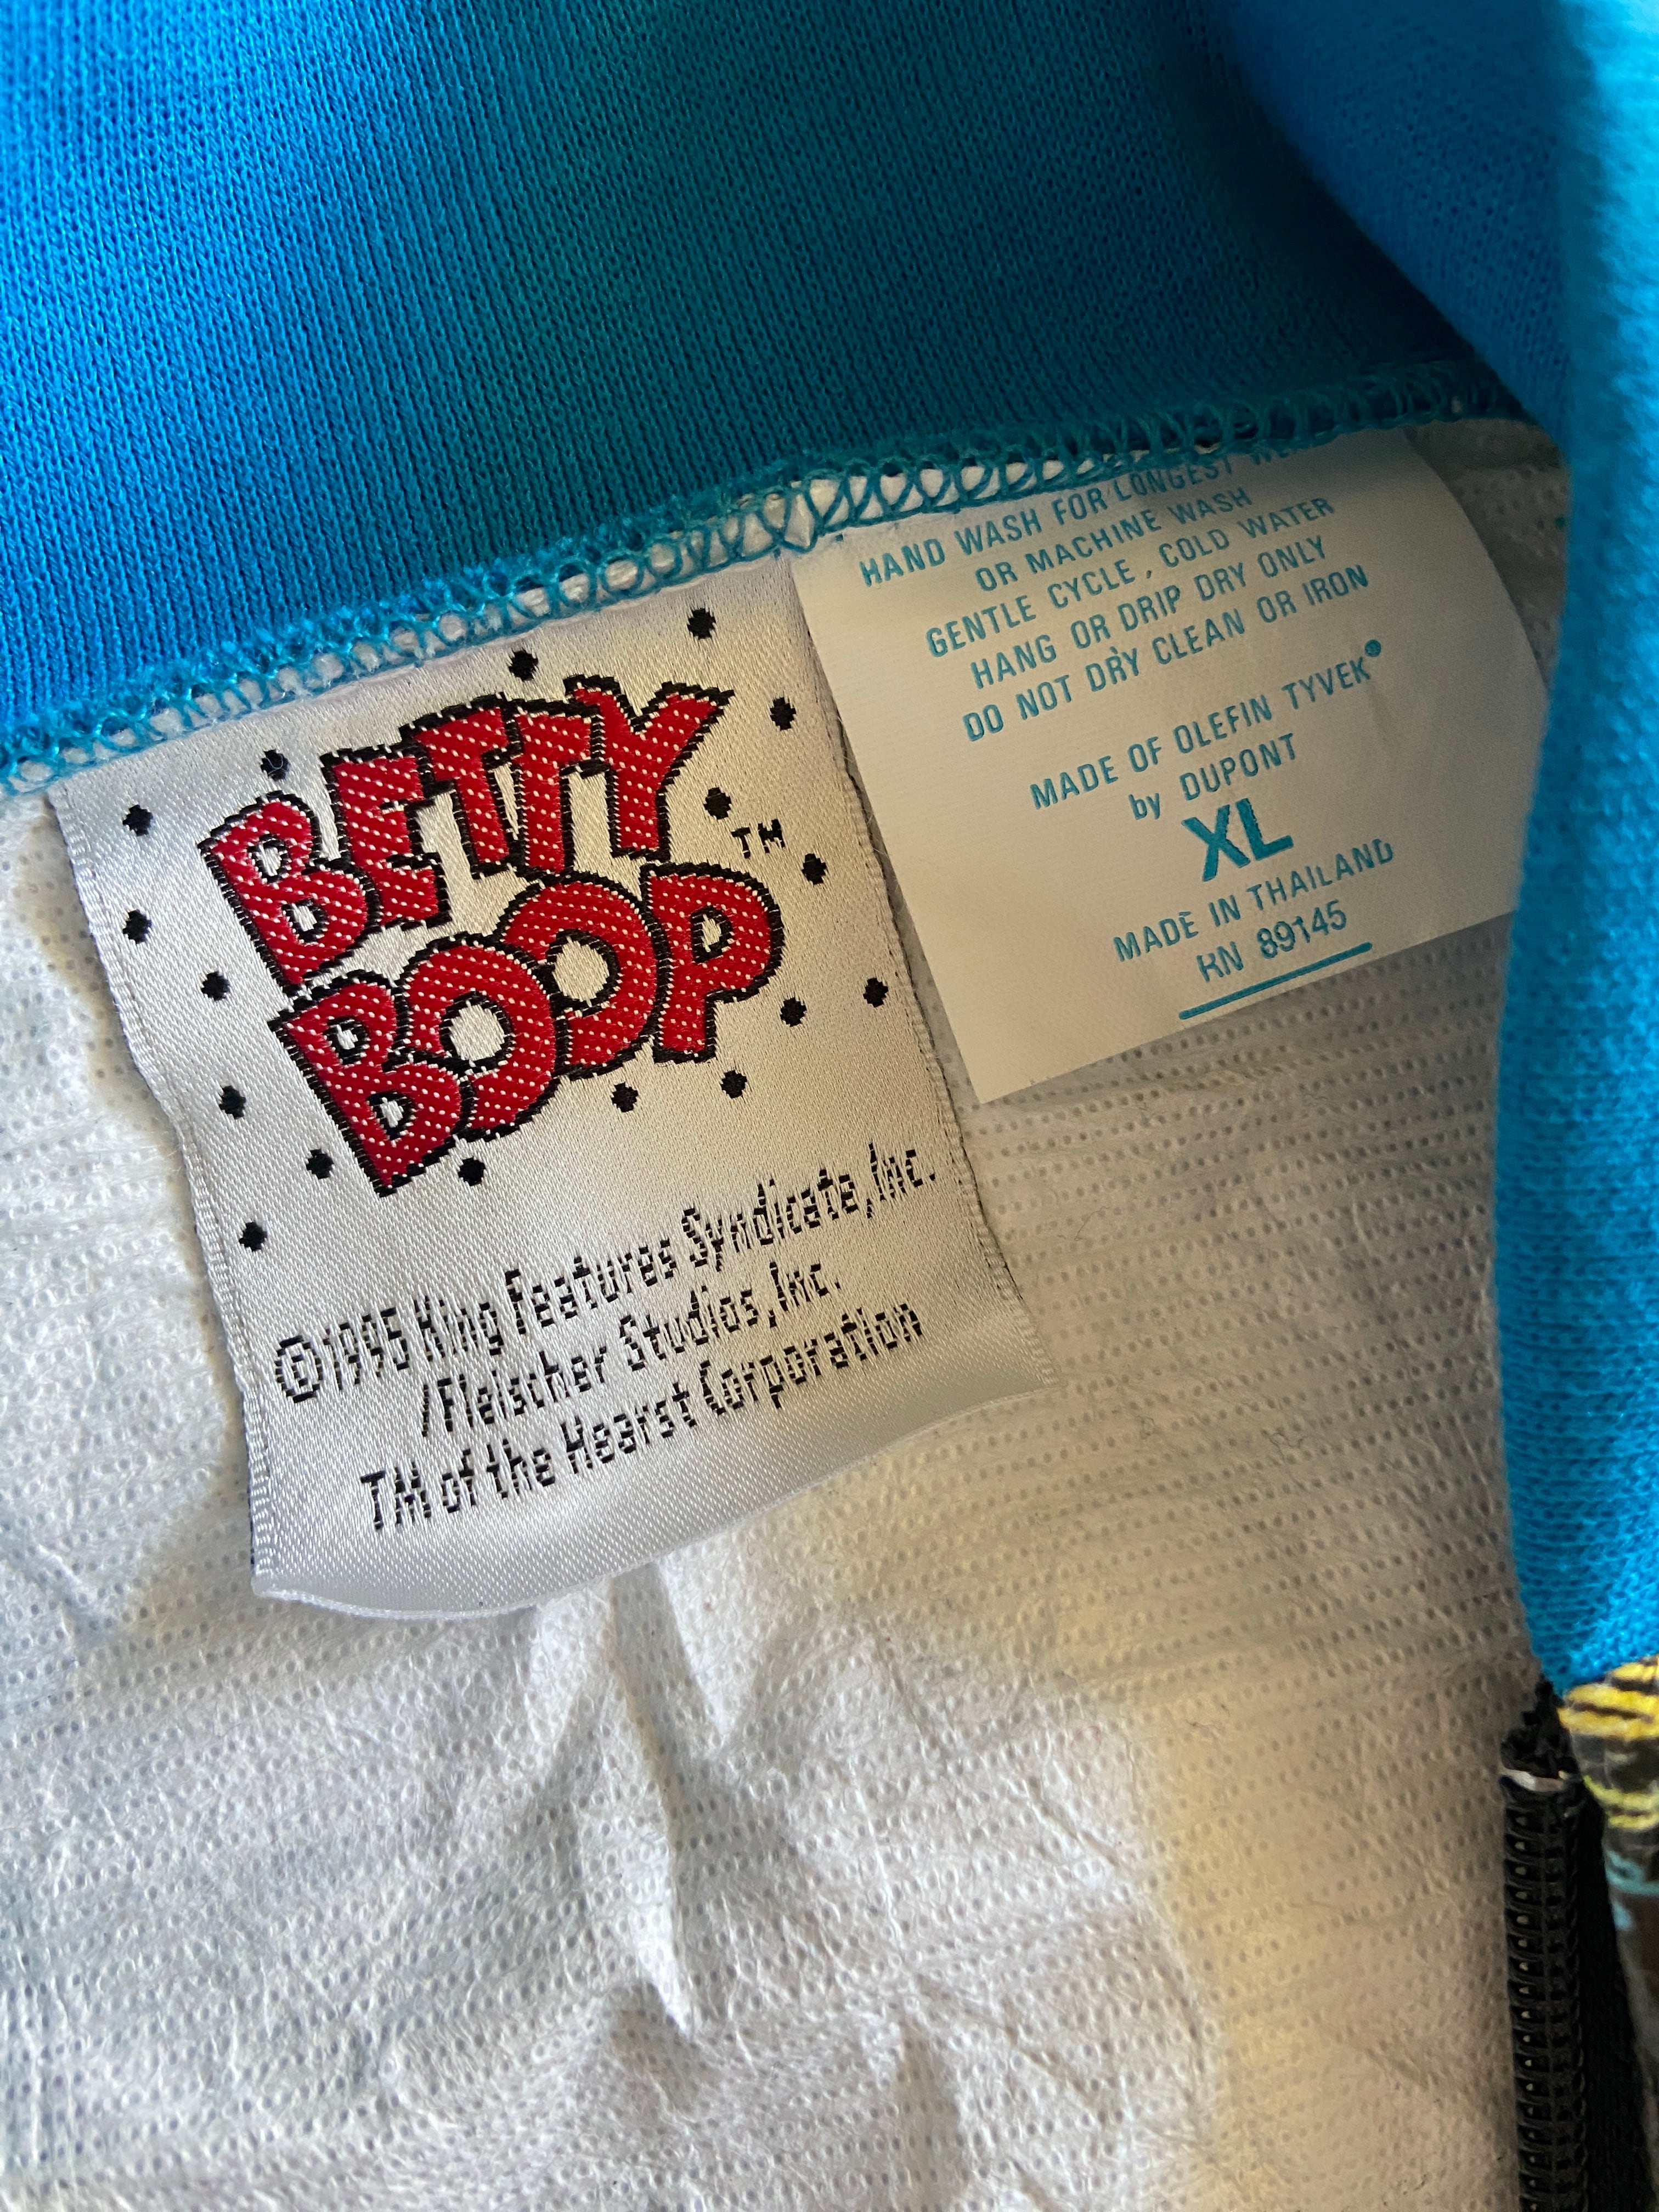 BETTY
BOOP TM
©1995 King Features Syndicate, Inc.
/Fleischer Studios, Inc.
TM of the Hearst Corporation
HAND WASH FOR LONGEST
OR MACHINE WASH
GENTLE CYCLE, COLD WATER
HANG OR DRIP DRY ONLY
DO NOT DRY CLEAN OR IRON
MADE OF OLEFIN TYVEK®
by DUPONT
XL
MADE IN THAILAND
RN 89145